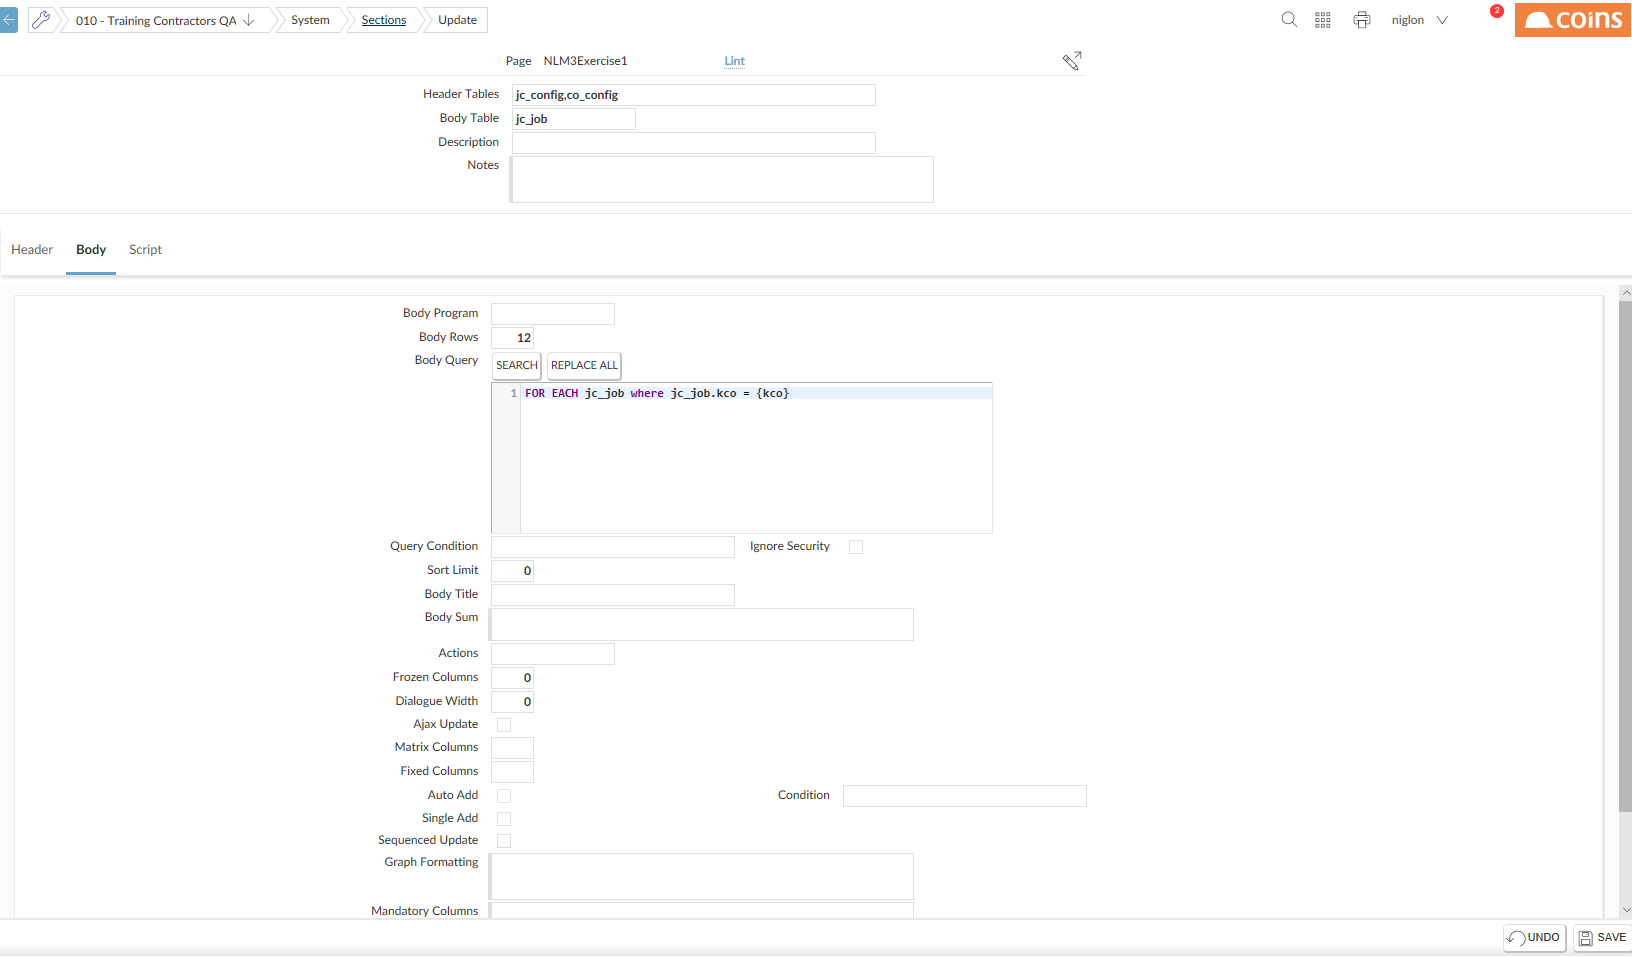 010 - Training Contractors QA
System
Sections
Update
niglon
2
coins
Page NLM3Exercise1 Lint
Header Tables jc_config,co_config
Body Table jc_job
Description
Notes
Header Body Script
Body Program
Body Rows 12
Body Query SEARCH REPLACE ALL
1 FOR EACH jc_job where jc_job.kco = {kco}
Query Condition Ignore Security
Sort Limit 0
Body Title
Body Sum
Actions
Frozen Columns 0
Dialogue Width 0
Ajax Update
Matrix Columns
Fixed Columns
Auto Add Condition
Single Add
Sequenced Update
Graph Formatting
Mandatory Columns
UNDO SAVE